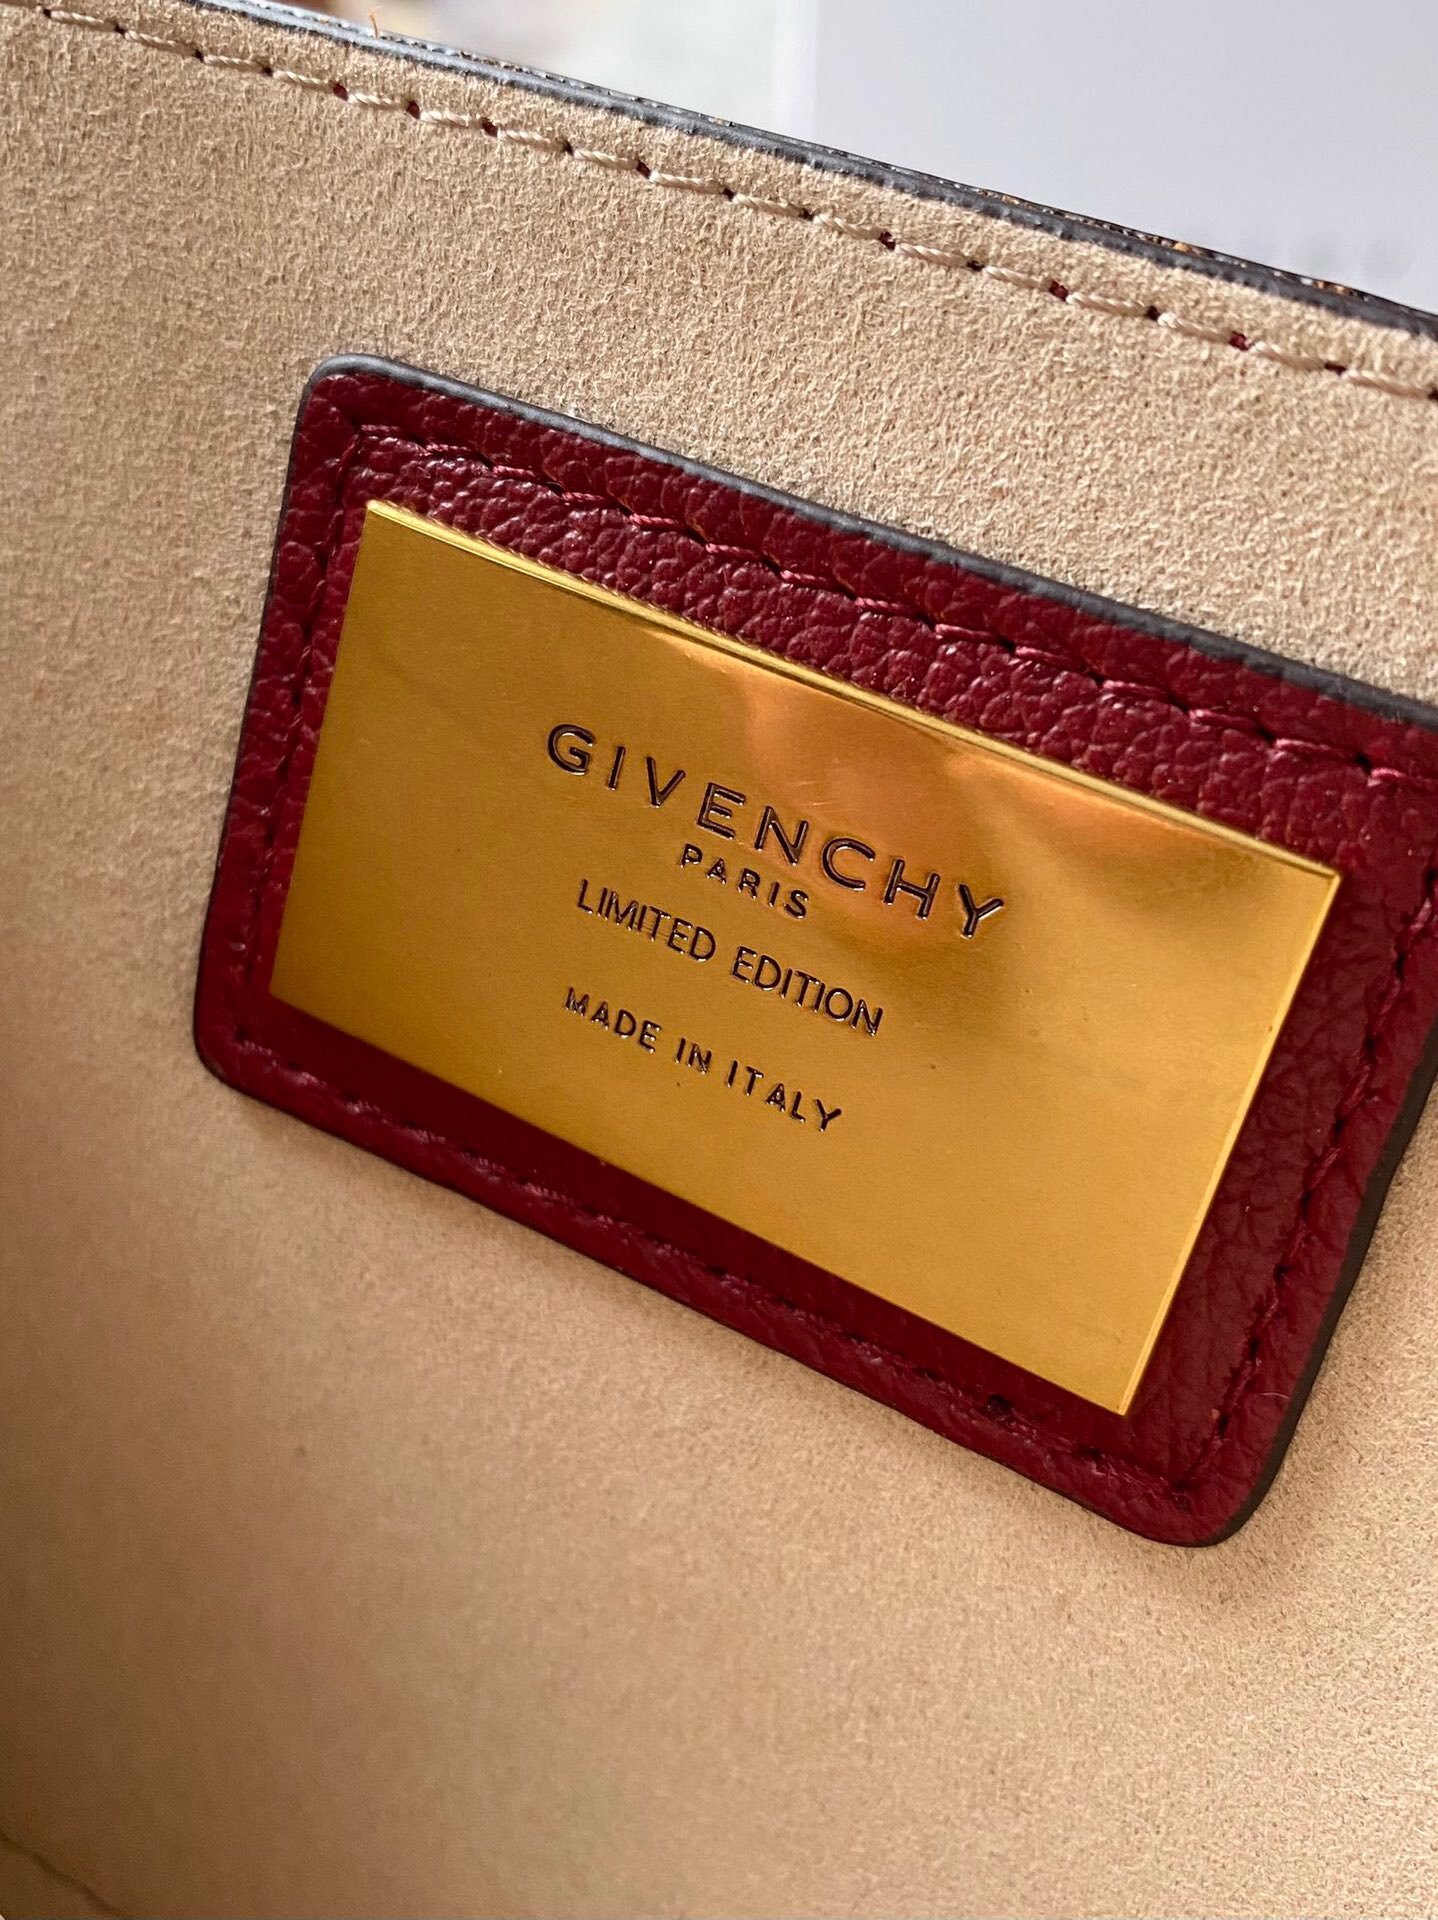 GIVENCHY
PARIS
LIMITED EDITION
MADE IN ITALY